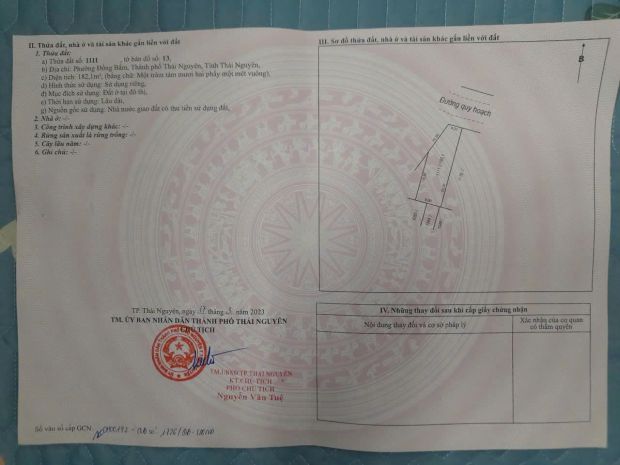 II. Thửa đất, nhà ở và tài sản khác gắn liền với đất
1. Thửa đất:
a) Thửa đất số: 1111 , tờ bản đồ số: 13,
b) Địa chỉ: Phường Đồng Bẩm, Thành phố Thái Nguyên, Tỉnh Thái Nguyên,
c) Diện tích: 182,1m², (bằng chữ: Một trăm tám mươi hai phẩy một mét vuông),
d) Hình thức sử dụng: Sử dụng riêng,
đ) Mục đích sử dụng: Đất ở tại đô thị,
e) Thời hạn sử dụng: Lâu dài,
g) Nguồn gốc sử dụng: Nhà nước giao đất có thu tiền sử dụng đất,
2. Nhà ở: -/-
3. Công trình xây dựng khác: -/-
4. Rừng sản xuất là rừng trồng: -/-
5. Cây lâu năm: -/-
6. Ghi chú: -/-
TP. Thái Nguyên, ngày tháng 3 năm 2023
TM. ỦY BAN NHÂN DÂN THÀNH PHỐ THÁI NGUYÊN
CHỦ TỊCH
TM.UBND TP.THÁI NGUYÊN
KT.CHỦ TỊCH
PHÓ CHỦ TỊCH
Nguyễn Văn Tuệ
Số vào sổ cấp GCN:
III. Sơ đồ thửa đất, nhà ở và tài sản khác gắn liền với đất
B
Đường quy hoạch
IV. Những thay đổi sau khi cấp giấy chứng nhận
Nội dung thay đổi và cơ sở pháp lý
Xác nhận của cơ quan
có thẩm quyền